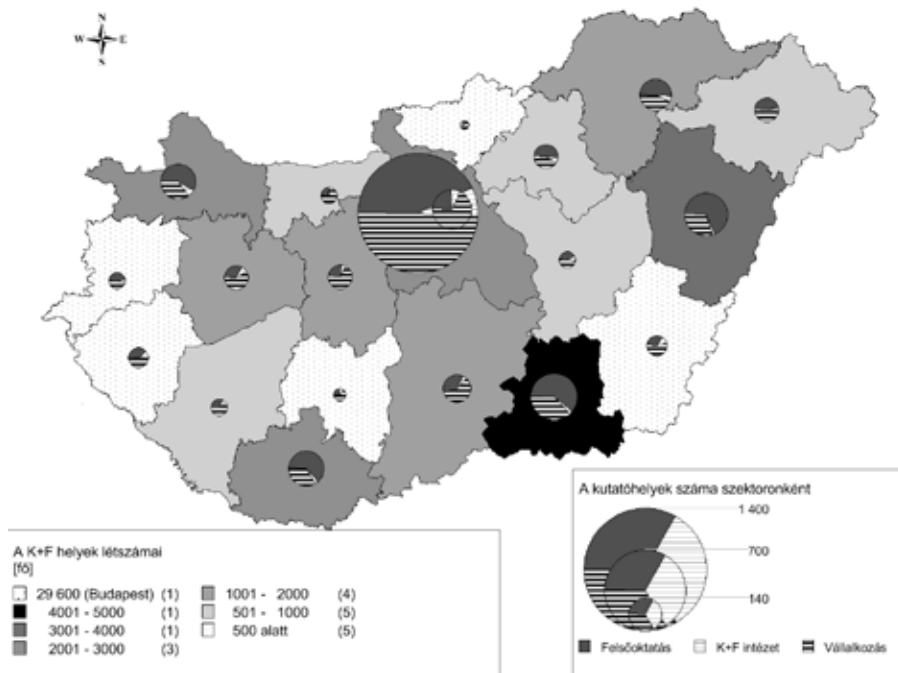 N
W E
S
A K+F helyek létszámai
[fő]
29 600 (Budapest) (1)
4001 - 5000 (1)
3001 - 4000 (1)
2001 - 3000 (3)
1001 - 2000 (4)
501 - 1000 (5)
500 alatt (5)
A kutatóhelyek száma szektoronként
1 400
700
140
Felsőoktatás K+F intézet Vállalkozás